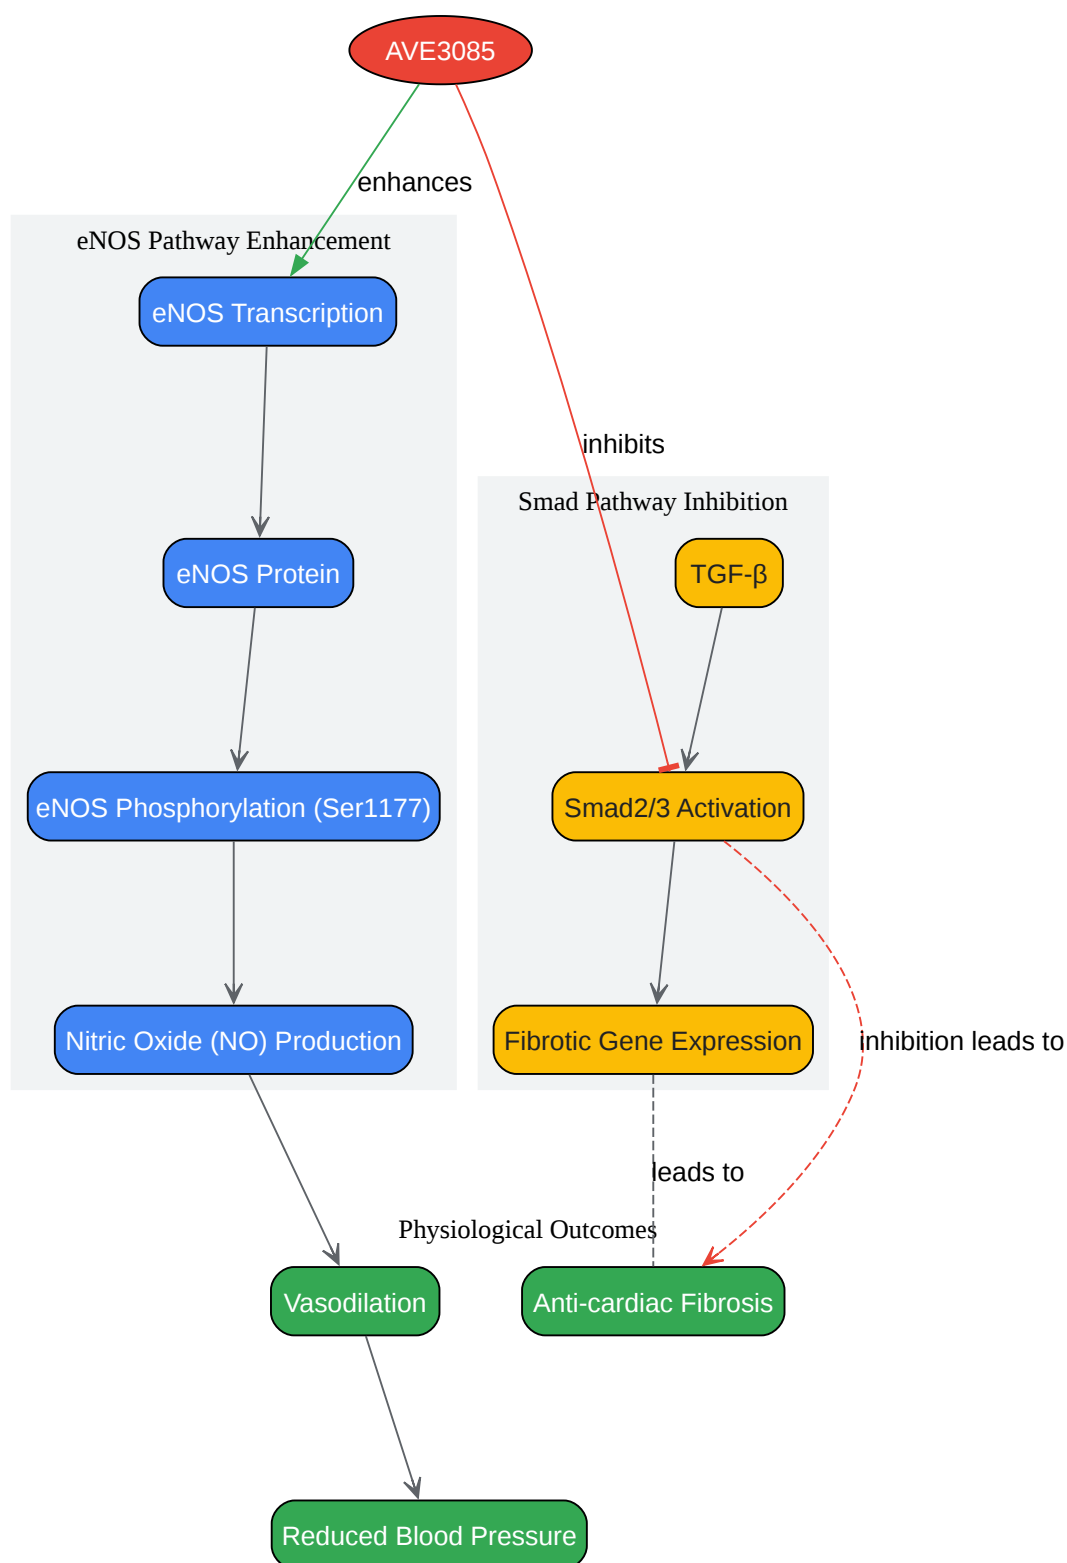 AVE3085
enhances
eNOS Pathway Enhancement
eNOS Transcription
inhibits
Smad Pathway Inhibition
eNOS Protein
TGF-β
eNOS Phosphorylation (Ser1177)
Smad2/3 Activation
Nitric Oxide (NO) Production
Fibrotic Gene Expression
inhibition leads to
leads to
Physiological Outcomes
Vasodilation
Anti-cardiac Fibrosis
Reduced Blood Pressure